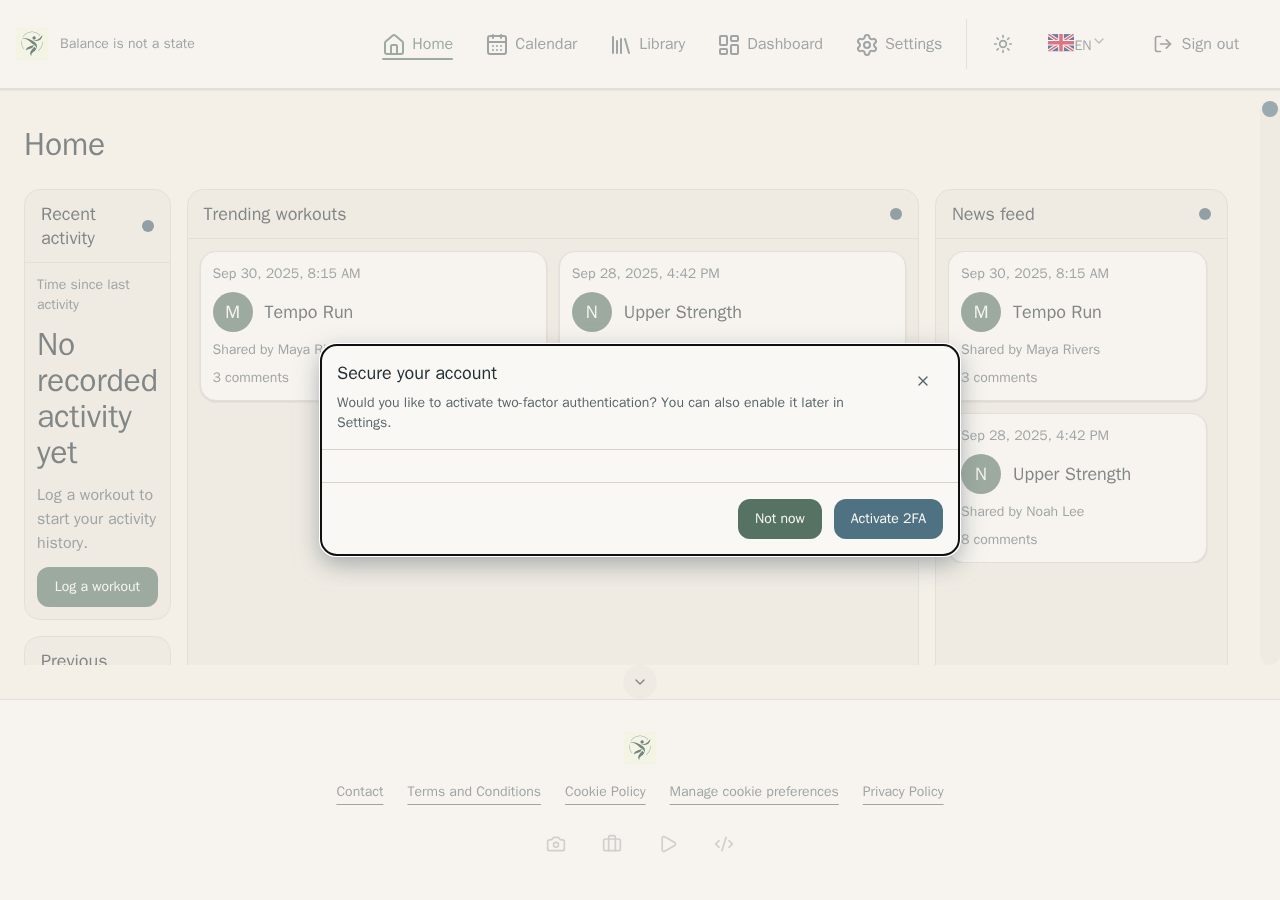 Balance is not a state
Home
Calendar
Library
Dashboard
Settings
EN
Sign out
Home
Recent
activity
Time since last
activity
No
recorded
activity
yet
Log a workout to
start your activity
history.
Log a workout
Previous
Trending workouts
Sep 30, 2025, 8:15 AM
M
Tempo Run
Shared by Maya
3 comments
Sep 28, 2025, 4:42 PM
N
Upper Strength
News feed
Sep 30, 2025, 8:15 AM
M
Tempo Run
Shared by Maya Rivers
3 comments
Sep 28, 2025, 4:42 PM
N
Upper Strength
Shared by Noah Lee
8 comments
Secure your account
Would you like to activate two-factor authentication? You can also enable it later in
Settings.
Not now
Activate 2FA
Contact
Terms and Conditions
Cookie Policy
Manage cookie preferences
Privacy Policy